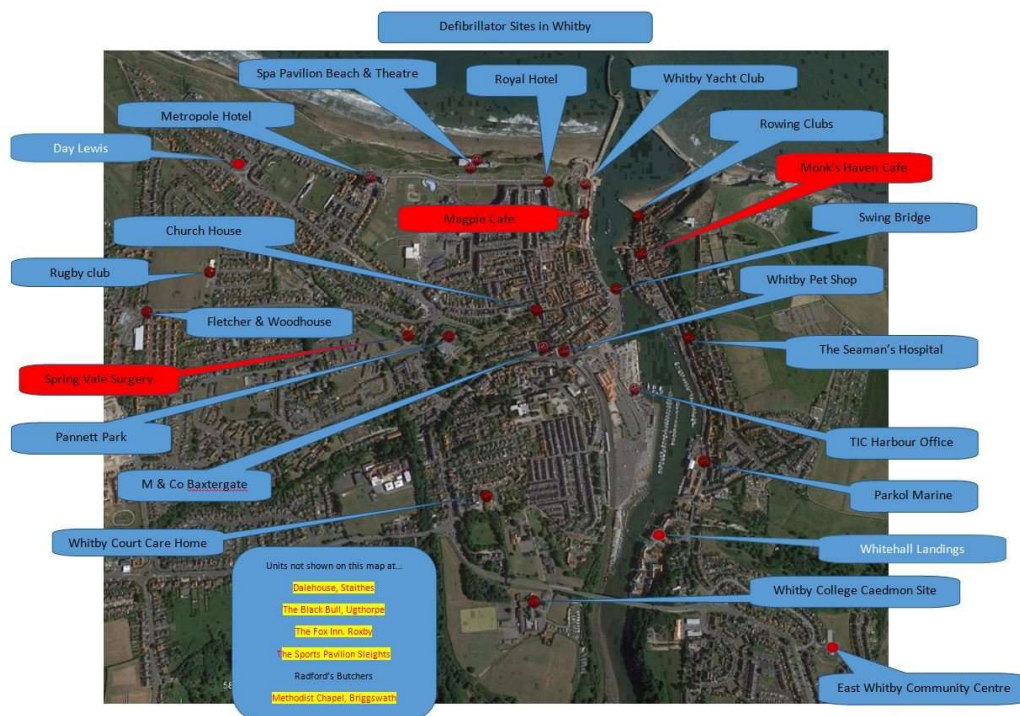 Defibrillator Sites in Whitby
Spa Pavilion Beach & Theatre
Royal Hotel
Whitby Yacht Club
Metropole Hotel
Rowing Clubs
Day Lewis
Monk's Haven Cafe
Magpie Cafe
Swing Bridge
Church House
Rugby club
Whitby Pet Shop
Fletcher & Woodhouse
The Seaman's Hospital
Spring Vale Surgery
Pannett Park
TIC Harbour Office
M & Co Baxtergate
Parkol Marine
Whitby Court Care Home
Whitehall Landings
Units not shown on this map at...
Dalehouse, Staithes
The Black Bull, Ugthorpe
The Fox Inn. Roxby
The Sports Pavilion Sleights
Radford's Butchers
Methodist Chapel, Briggswath
Whitby College Caedmon Site
East Whitby Community Centre